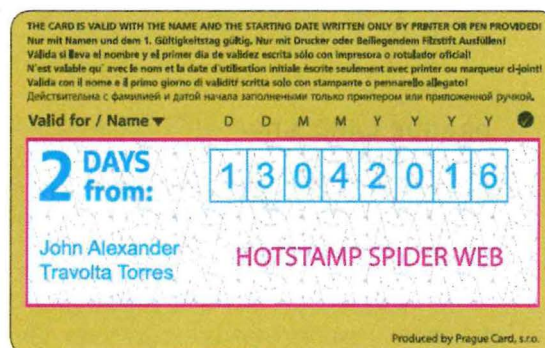 THE CARD IS VALID WITH THE NAME AND THE STARTING DATE WRITTEN ONLY BY PRINTER OR PEN PROVIDED!
Nur mit Namen und dem 1. Gültigkeitstag gültig. Nur mit Drucker oder Beiliegendem Filzstift Ausfüllen!
Válida si lleva el nombre y el primer día de validez escrita sólo con impresora o rotulador oficial!
N'est valable qu' avec le nom et la date d'utilisation initiale éscrite seulement avec printer ou marqueur ci-joint!
Valida con il nome e il primo giorno di validitť scritta solo con stampante o pennarello allegato!
Действительна с фамилией и датой начала заполнеными только принтером или приложенной ручкой.
Valid for / Name ▼ D D M M Y Y Y Y
2 DAYS from: 1 3 0 4 2 0 1 6
John Alexander
Travolta Torres
HOTSTAMP SPIDER WEB
Produced by Prague Card, s.r.o.